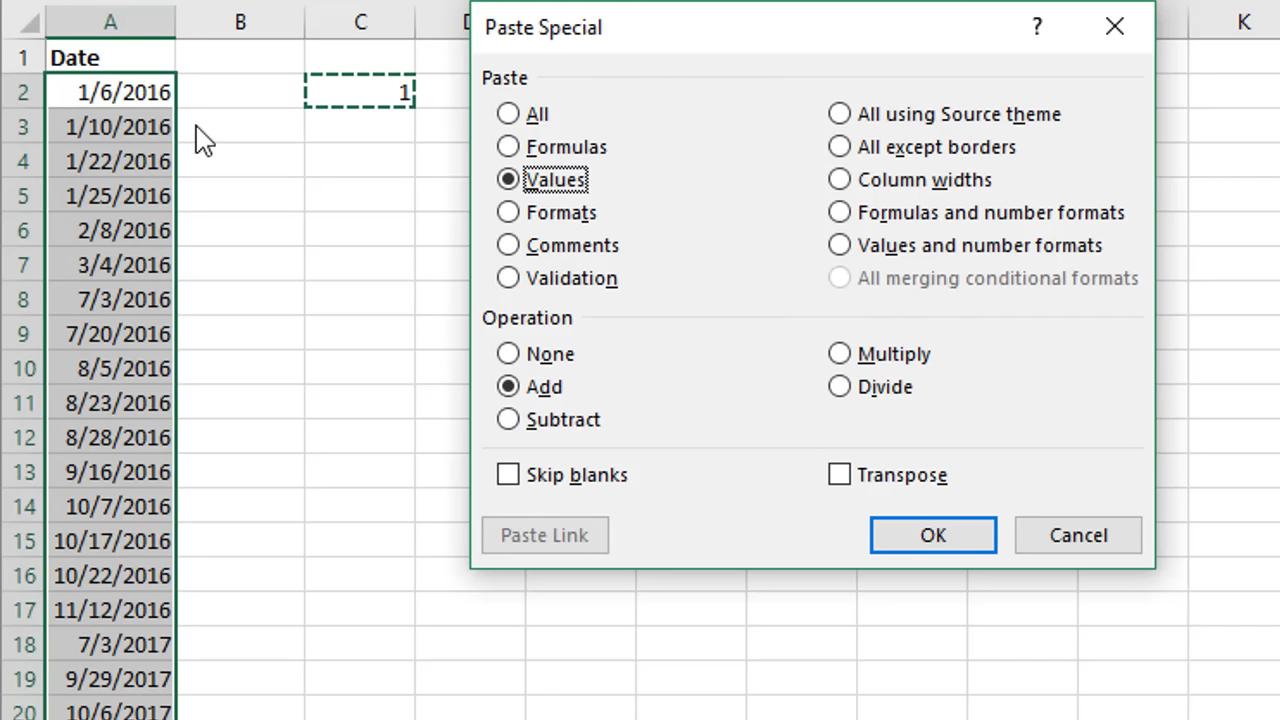 A B C K
1 Date
2 1/6/2016 1
3 1/10/2016
4 1/22/2016
5 1/25/2016
6 2/8/2016
7 3/4/2016
8 7/3/2016
9 7/20/2016
10 8/5/2016
11 8/23/2016
12 8/28/2016
13 9/16/2016
14 10/7/2016
15 10/17/2016
16 10/22/2016
17 11/12/2016
18 7/3/2017
19 9/29/2017
20 10/6/2017
Paste Special ?
Paste
All All using Source theme
Formulas All except borders
Values Column widths
Formats Formulas and number formats
Comments Values and number formats
Validation All merging conditional formats
Operation
None Multiply
Add Divide
Subtract
Skip blanks Transpose
Paste Link OK Cancel